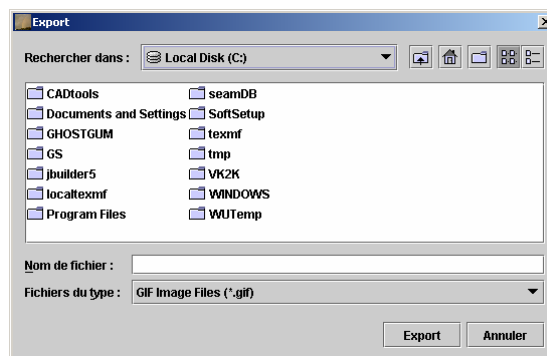 Export
Rechercher dans : Local Disk (C:)
CADtools seamDB
Documents and Settings SoftSetup
GHOSTGUM texmf
GS tmp
jbuilder5 VK2K
localtexmf WINDOWS
Program Files WUTemp
Nom de fichier :
Fichiers du type : GIF Image Files (*.gif)
Export Annuler